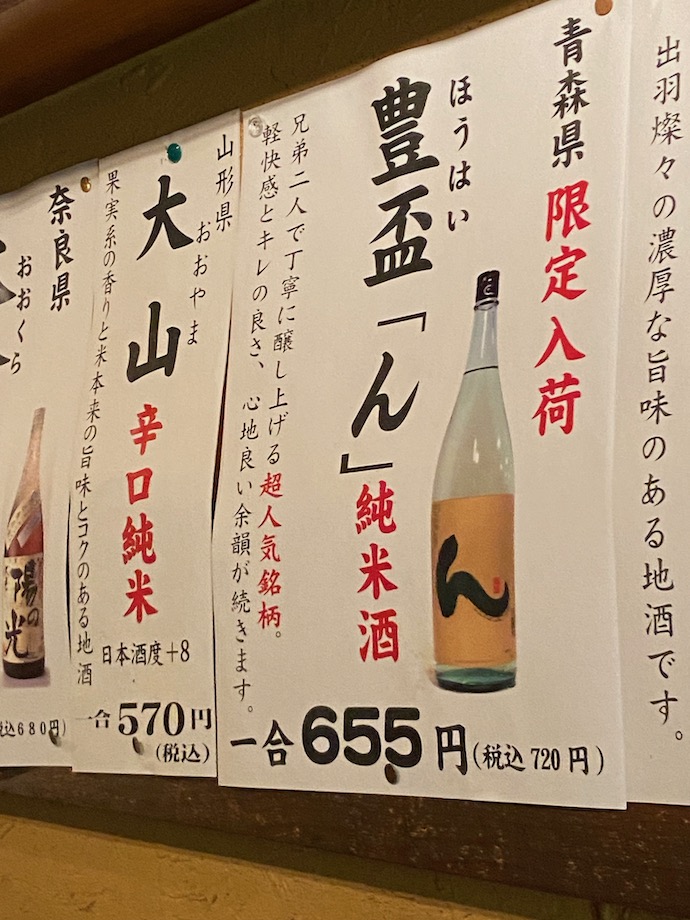 出羽燦々の濃厚な旨味のある地酒です。
青森県 限定入荷
ほうはい
豊盃「ん」純米酒
ん
兄弟二人で丁寧に醸し上げる超人気銘柄。
軽快感とキレの良さ、心地良い余韻が続きます。
一合 655円(税込720円)
山形県
おおやま
大山 辛口純米
日本酒度+8
果実系の香りと米本来の旨味とコクのある地酒
一合 570円
(税込)
奈良県
おおくら
陽の光
税込680円)